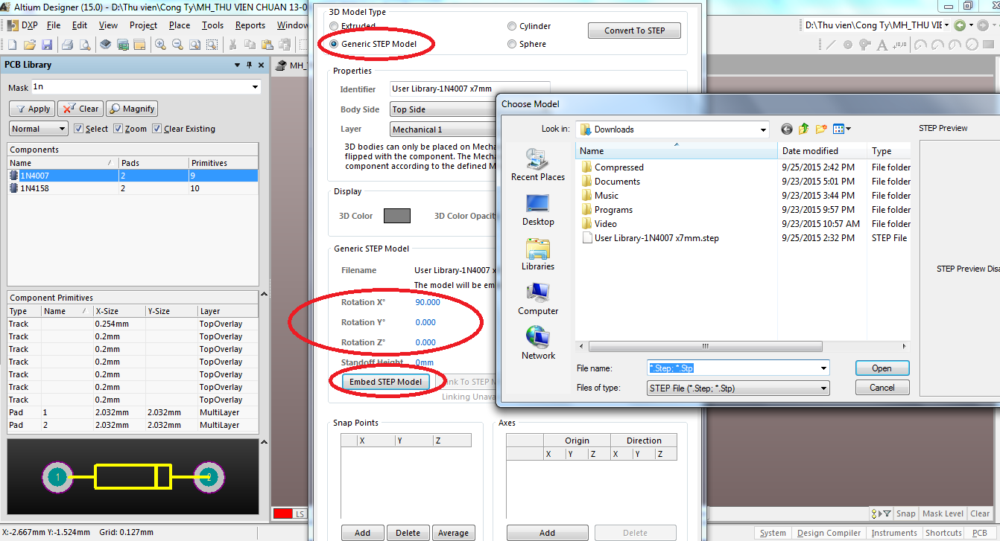 Altium Designer (15.0) - D:\Thu vien\Cong Ty\MH_THU VIEN CHUAN 13-0
DXP File Edit View Project Place Tools Reports Window
D:\Thu vien\Cong Ty\MH_THU VIE
PCB Library
MH_
Mask 1n
Apply Clear Magnify
Normal Select Zoom Clear Existing
Components
Name Pads Primitives
1N4007 2 9
1N4158 2 10
Component Primitives
Type Name X-Size Y-Size Layer
Track 0.254mm TopOverlay
Track 0.2mm TopOverlay
Track 0.2mm TopOverlay
Track 0.2mm TopOverlay
Track 0.2mm TopOverlay
Track 0.2mm TopOverlay
Track 0.2mm TopOverlay
Pad 1 2.032mm 2.032mm MultiLayer
Pad 2 2.032mm 2.032mm MultiLayer
1 2
X:-2.667mm Y:-1.524mm Grid: 0.127mm
LS
3D Model Type
Extruded Cylinder
Generic STEP Model Sphere
Convert To STEP
Properties
Identifier User Library-1N4007 x7mm
Body Side Top Side
Layer Mechanical 1
3D bodies can only be placed on Mecha
flipped with the component. The Mecha
component according to the defined M
Display
3D Color 3D Color Opacit
Generic STEP Model
Filename User Library-1N4007 x
The model will be em
Rotation X° 90.000
Rotation Y° 0.000
Rotation Z° 0.000
Standoff Height 0mm
Embed STEP Model Link To STEP M
Linking Unava
Snap Points
X Y Z
Add Delete Average
Axes
Origin Direction
X Y Z X Y Z
Add Delete
Choose Model
Look in: Downloads
Recent Places
Desktop
Libraries
Computer
Network
Name Date modified Type
Compressed 9/25/2015 2:42 PM File folder
Documents 9/23/2015 5:01 PM File folder
Music 9/23/2015 3:44 PM File folder
Programs 9/23/2015 9:57 PM File folder
Video 9/23/2015 10:57 AM File folder
User Library-1N4007 x7mm.step 9/25/2015 2:32 PM STEP File
File name: *.Step; *.Stp Open
Files of type: STEP File (*.Step; *.Stp) Cancel
STEP Preview
STEP Preview Disa
Snap Mask Level Clear
System Design Compiler Instruments Shortcuts PCB